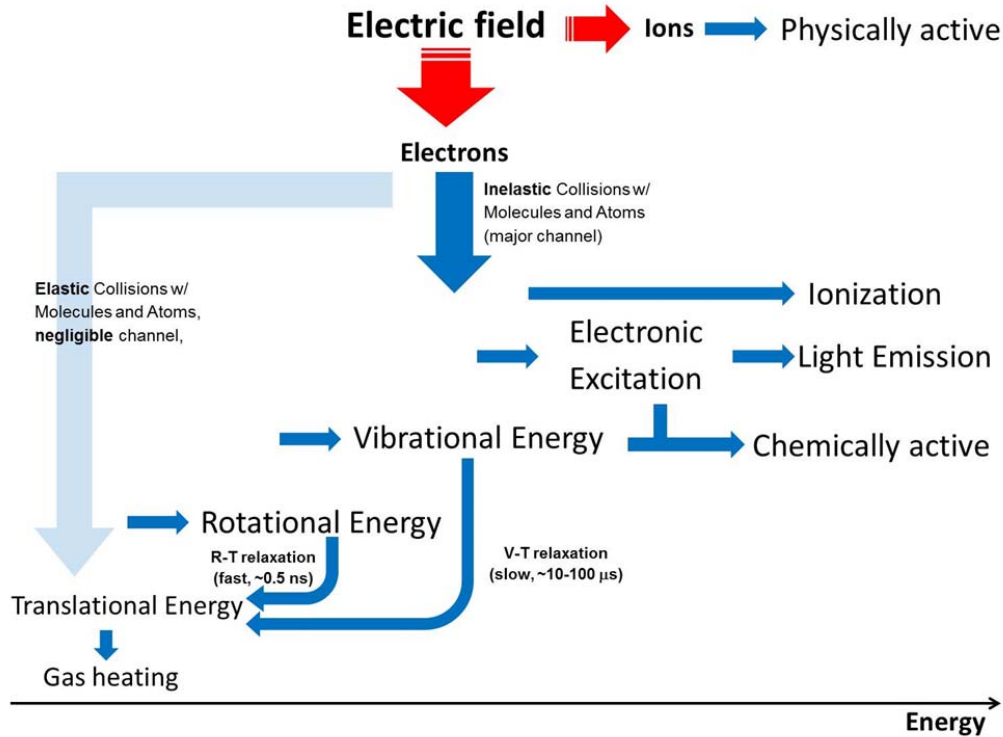 Electric field
Ions
Physically active
Electrons
Inelastic Collisions w/
Molecules and Atoms
(major channel)
Elastic Collisions w/
Molecules and Atoms,
negligible channel,
Ionization
Electronic
Excitation
Light Emission
Vibrational Energy
Chemically active
Rotational Energy
R-T relaxation
(fast, ~0.5 ns)
V-T relaxation
(slow, ~10-100 μs)
Translational Energy
Gas heating
Energy